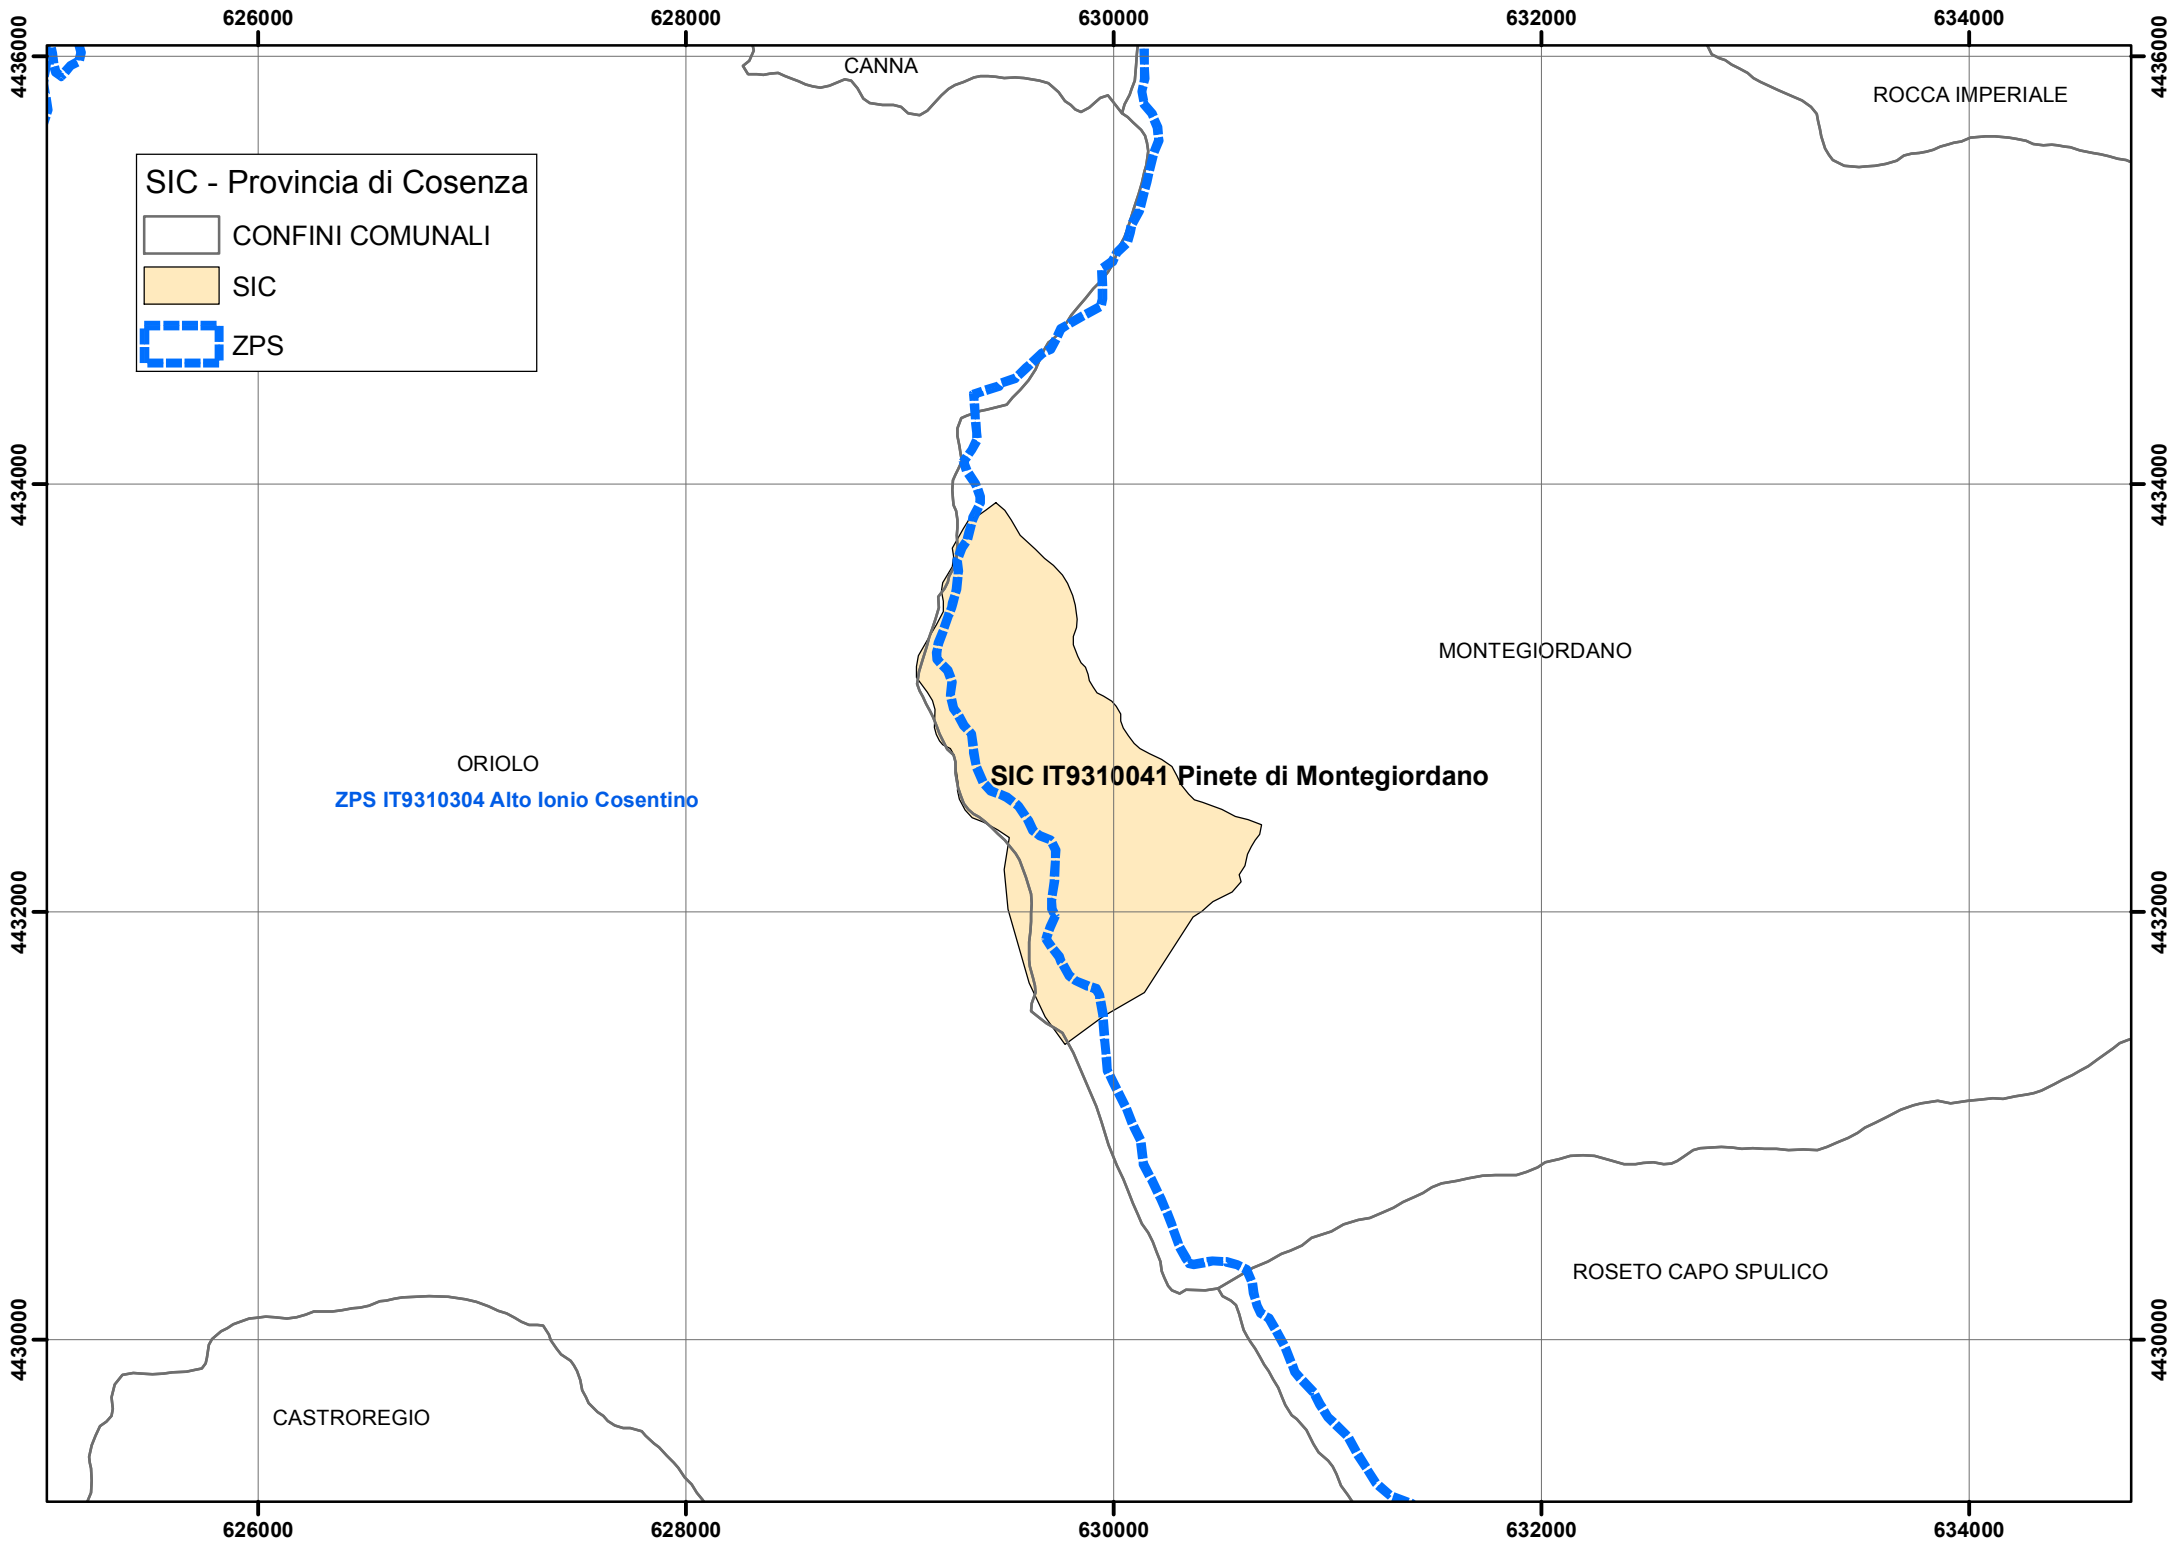 626000
628000
630000
632000
634000
4436000
4436000
CANNA
ROCCA IMPERIALE
SIC - Provincia di Cosenza
CONFINI COMUNALI
SIC
ZPS
4434000
4434000
MONTEGIORDANO
ORIOLO
SIC IT9310041 Pinete di Montegiordano
ZPS IT9310304 Alto Ionio Cosentino
4432000
4432000
ROSETO CAPO SPULICO
4430000
4430000
CASTROREGIO
626000
628000
630000
632000
634000